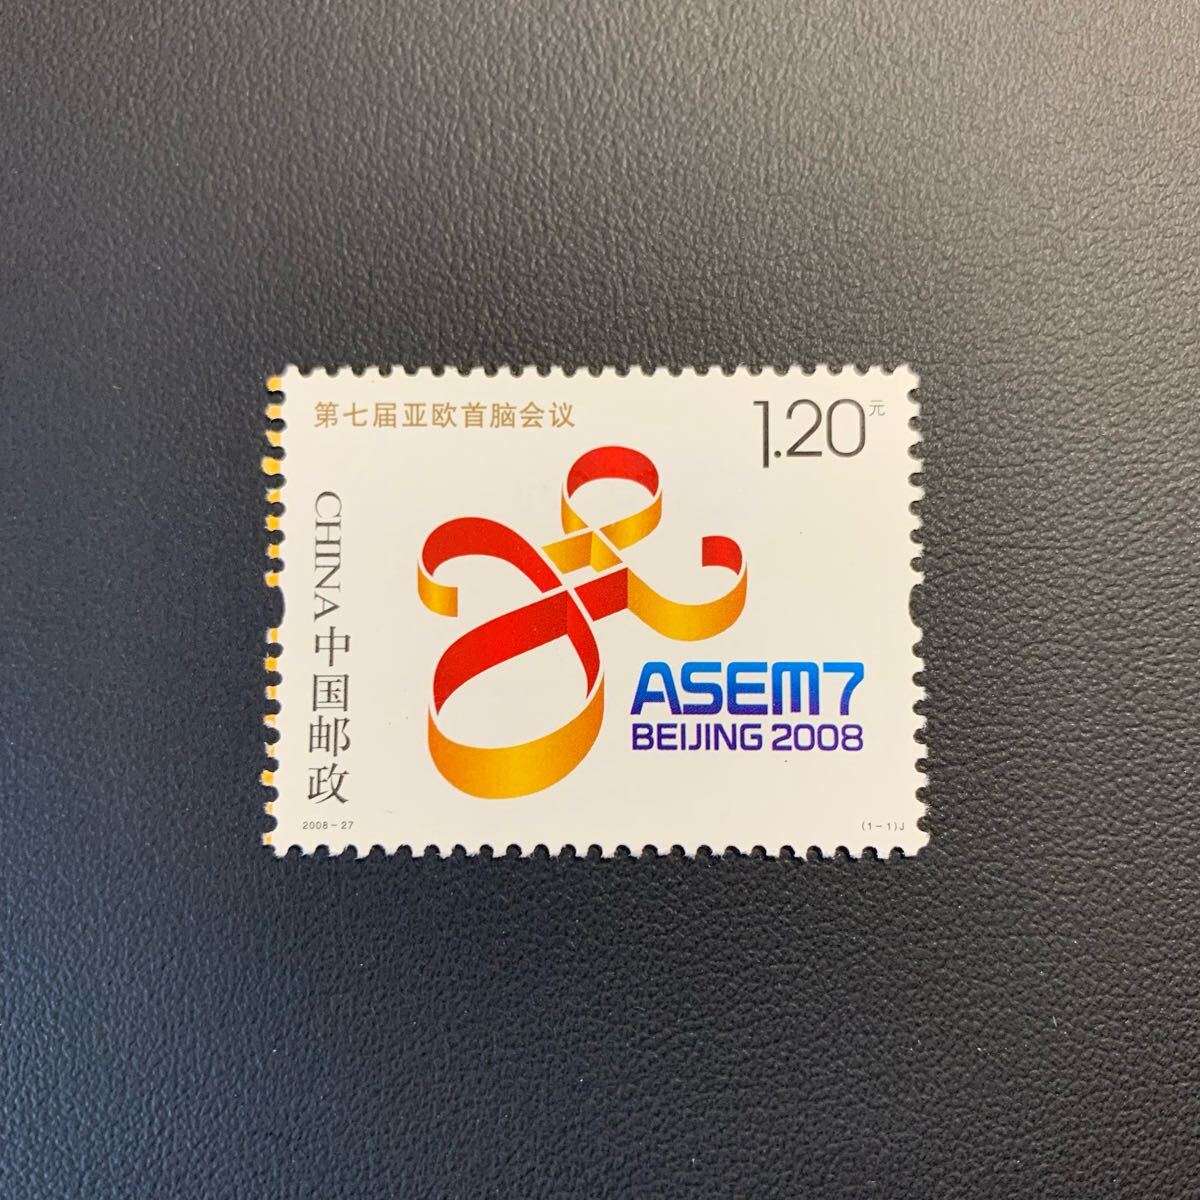 第七届亚欧首脑会议
1.20元
CHINA中国邮政
ASEM7
BEIJING 2008
2008-27
(1-1)J